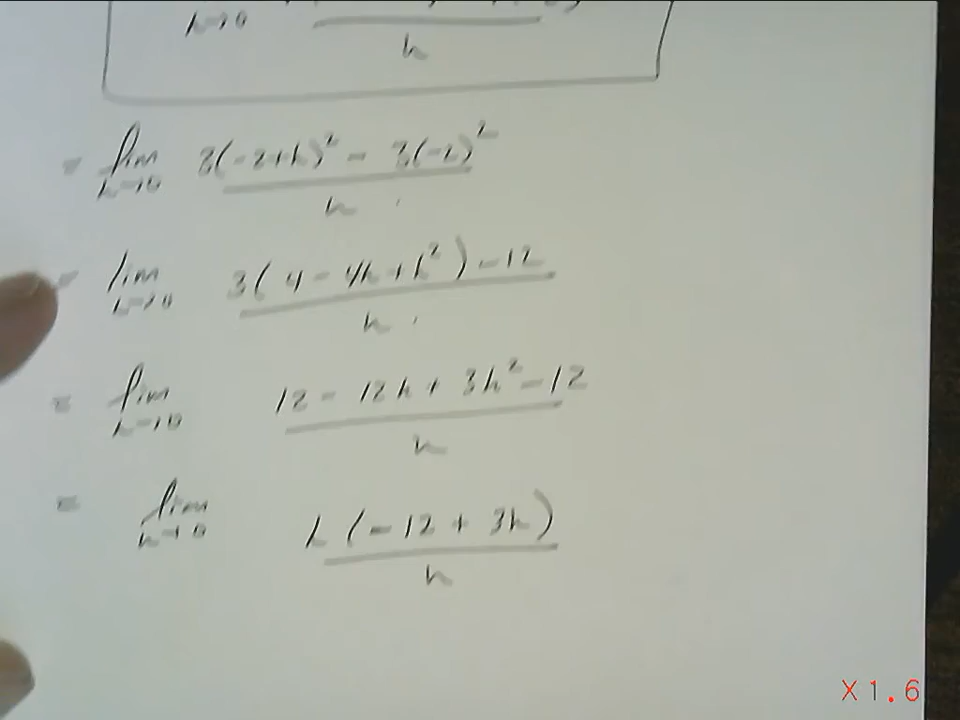 h→0
h
= lim h→0 3(-2+h)² - 3(-2)² / h
= lim h→0 3(4 - 4h + h²) - 12 / h
= lim h→0 12 - 12h + 3h² - 12 / h
= lim h→0 h(-12 + 3h) / h
X1.6